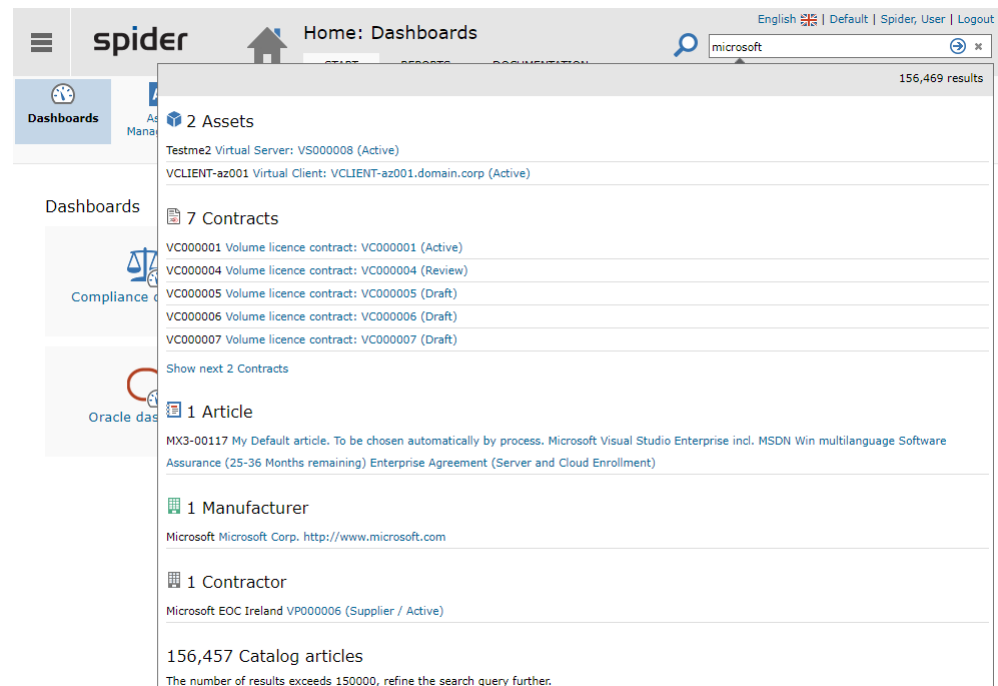 English | Default | Spider, User | Logout
spider
Home: Dashboards
microsoft
156,469 results
Dashboards
2 Assets
Testme2 Virtual Server: VS000008 (Active)
VCLIENT-az001 Virtual Client: VCLIENT-az001.domain.corp (Active)
Dashboards
7 Contracts
VC000001 Volume licence contract: VC000001 (Active)
VC000004 Volume licence contract: VC000004 (Review)
Compliance
VC000005 Volume licence contract: VC000005 (Draft)
VC000006 Volume licence contract: VC000006 (Draft)
VC000007 Volume licence contract: VC000007 (Draft)
Show next 2 Contracts
Oracle das
1 Article
MX3-00117 My Default article. To be chosen automatically by process. Microsoft Visual Studio Enterprise incl. MSDN Win multilanguage Software
Assurance (25-36 Months remaining) Enterprise Agreement (Server and Cloud Enrollment)
1 Manufacturer
Microsoft Microsoft Corp. http://www.microsoft.com
1 Contractor
Microsoft EOC Ireland VP000006 (Supplier / Active)
156,457 Catalog articles
The number of results exceeds 150000, refine the search query further.